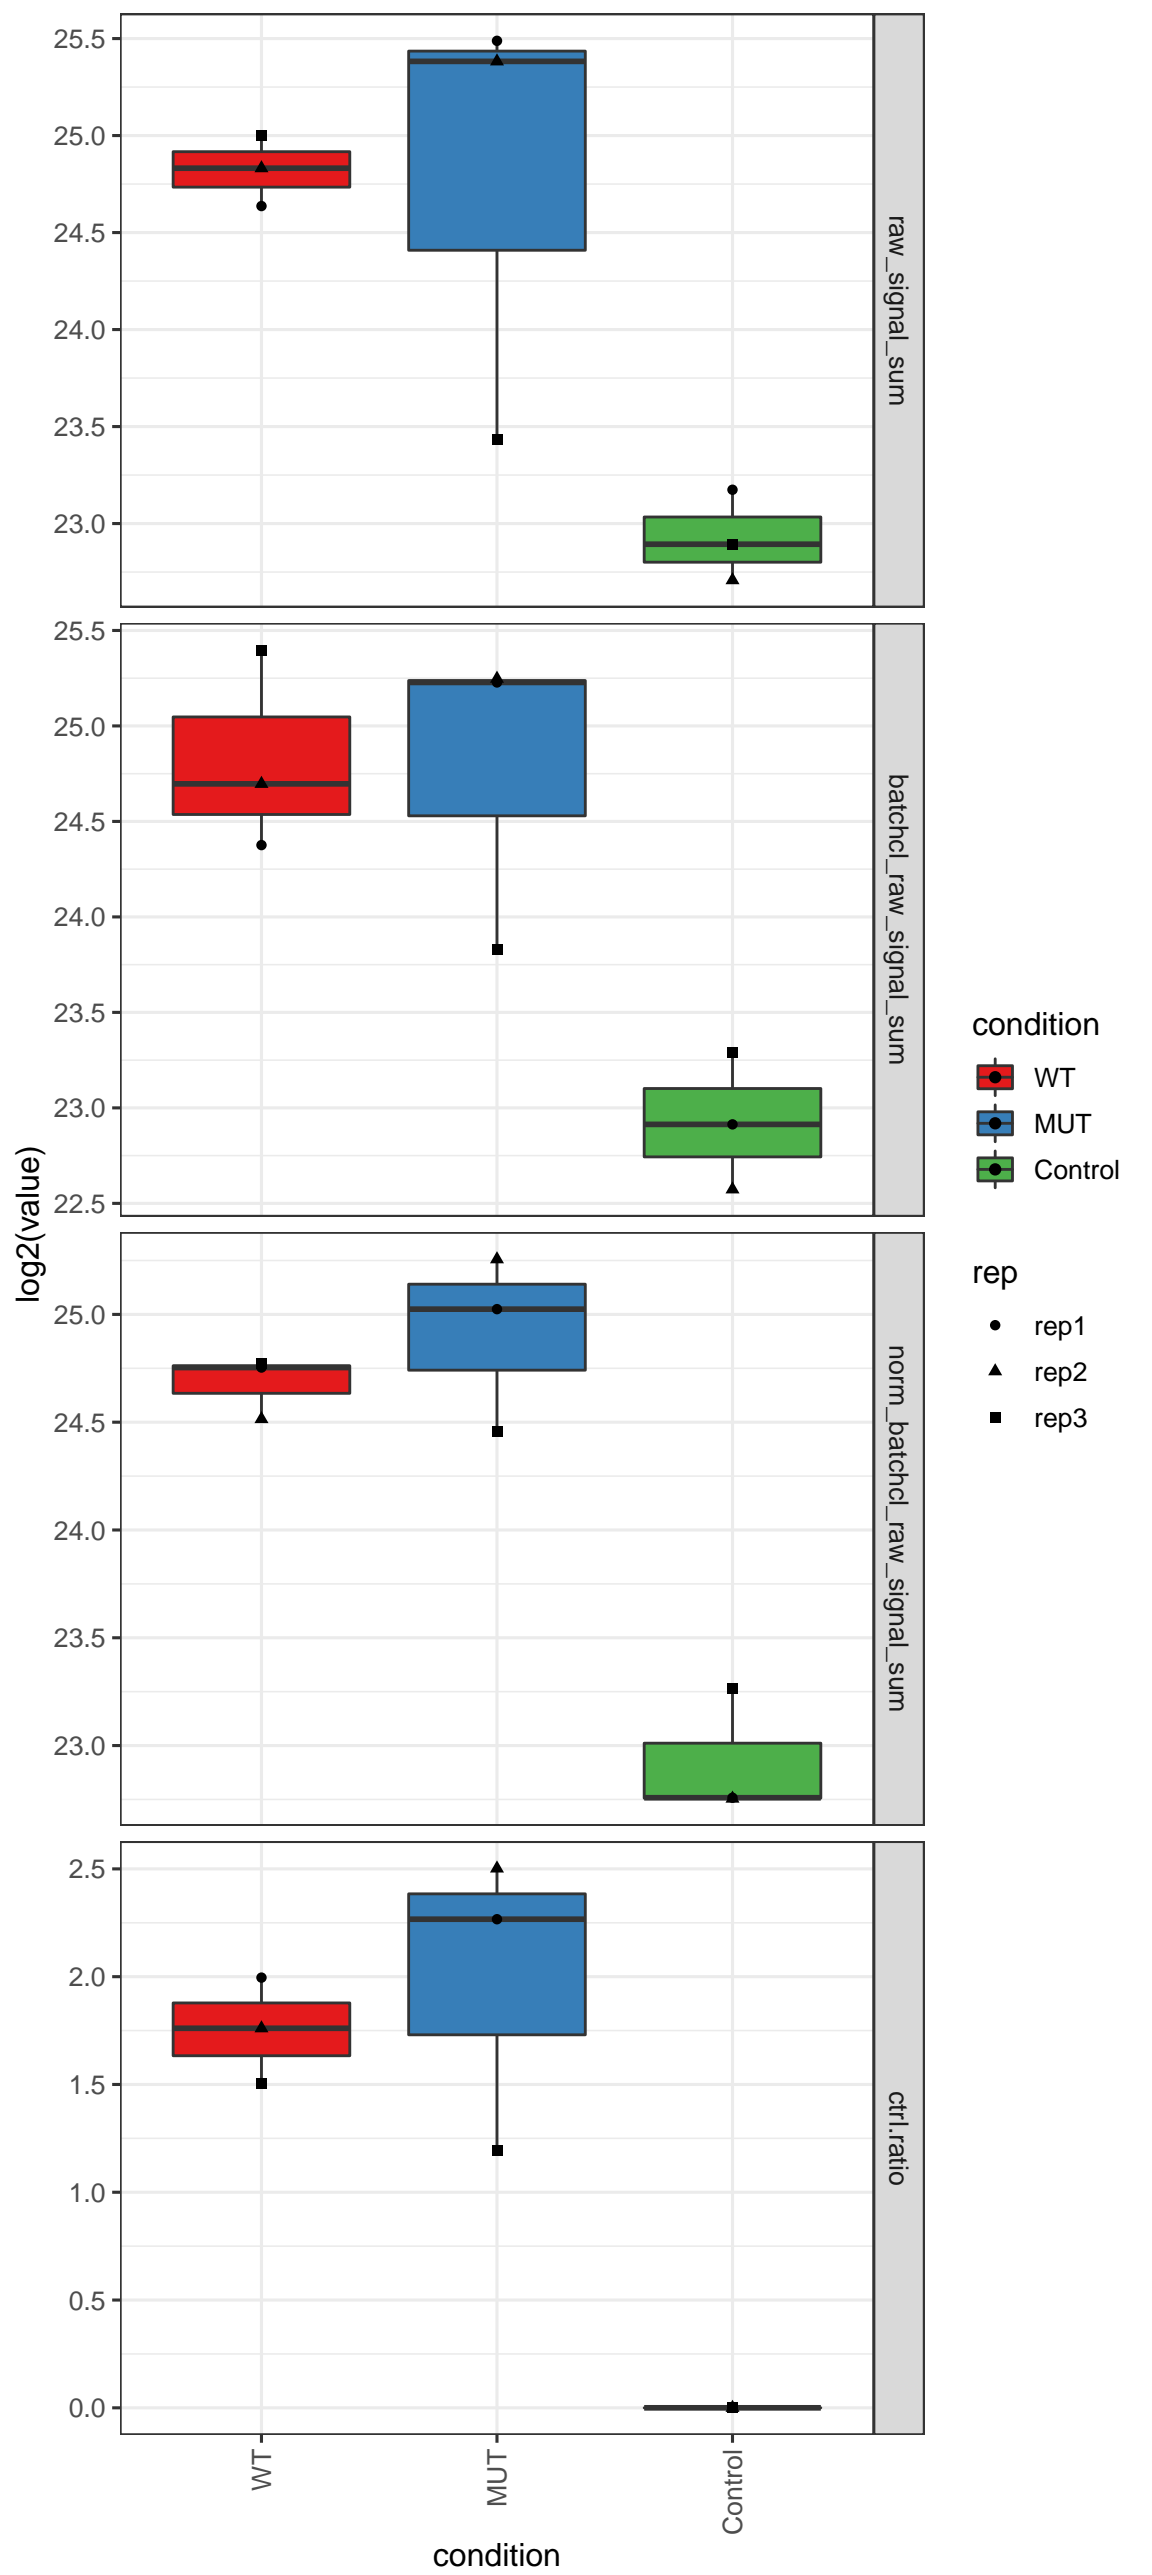 25.5
25.0
24.5
24.0
23.5
23.0
raw_signal_sum
25.5
25.0
24.5
24.0
23.5
23.0
22.5
batchcl_raw_signal_sum
25.0
24.5
24.0
23.5
23.0
norm_batchcl_raw_signal_sum
2.5
2.0
1.5
1.0
0.5
0.0
ctrl.ratio
log2(value)
WT
MUT
Control
condition
condition
WT
MUT
Control
rep
rep1
rep2
rep3